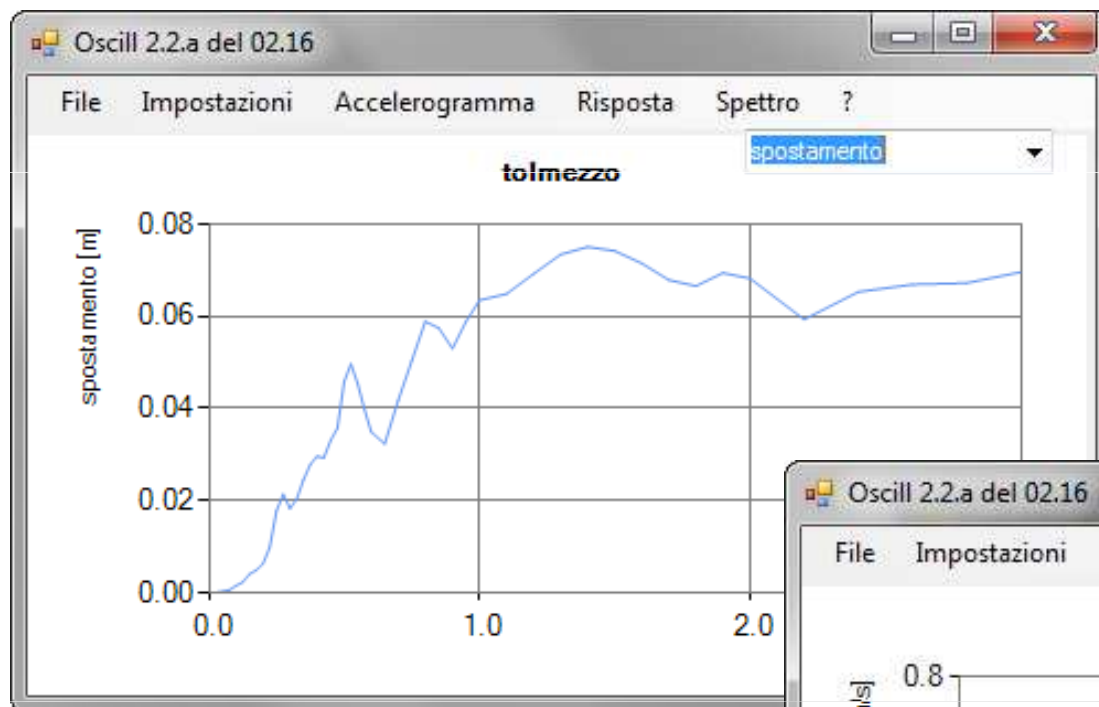 Oscill 2.2.a del 02.16
File Impostazioni Accelerogramma Risposta Spettro ?
spostamento
tolmezzo
spostamento [m]
0.08
0.06
0.04
0.02
0.00
0.0 1.0 2.0
Oscill 2.2.a del 02.16
File Impostazioni
0.8
/s]